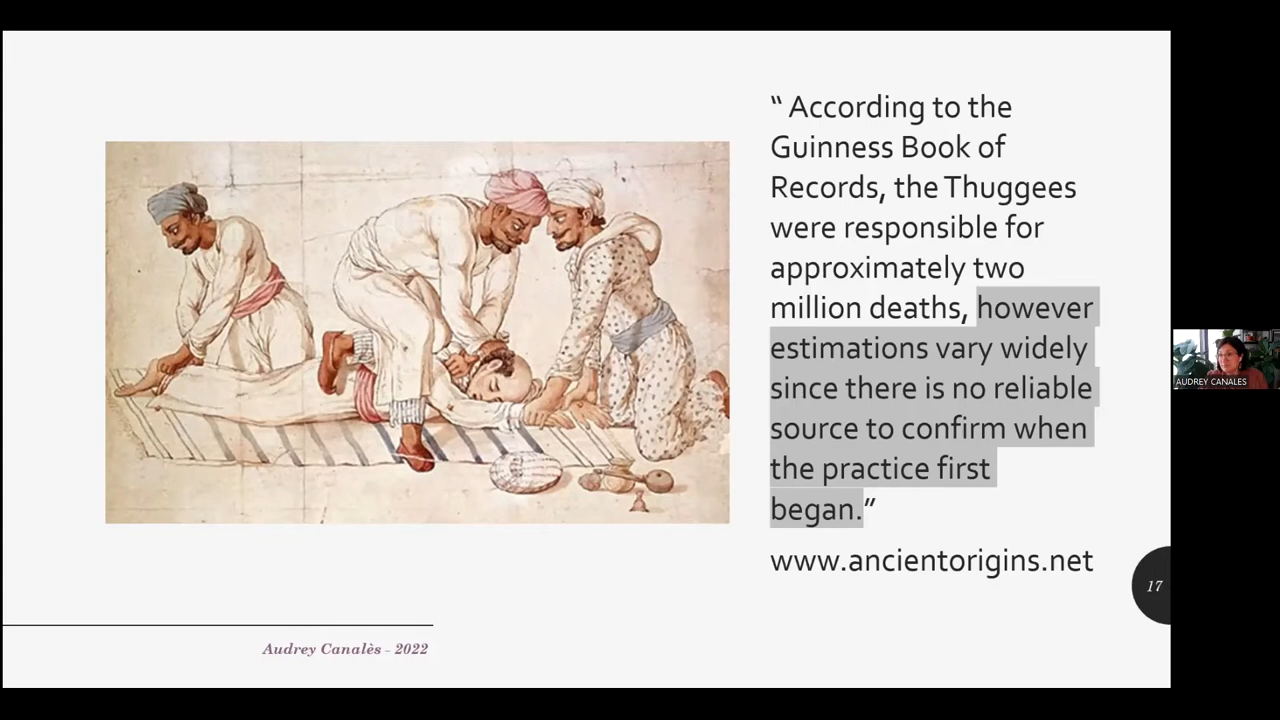 “ According to the
Guinness Book of
Records, the Thuggees
were responsible for
approximately two
million deaths, however
estimations vary widely
since there is no reliable
source to confirm when
the practice first
began.”
www.ancientorigins.net
17
Audrey Canalès - 2022
AUDREY CANALES